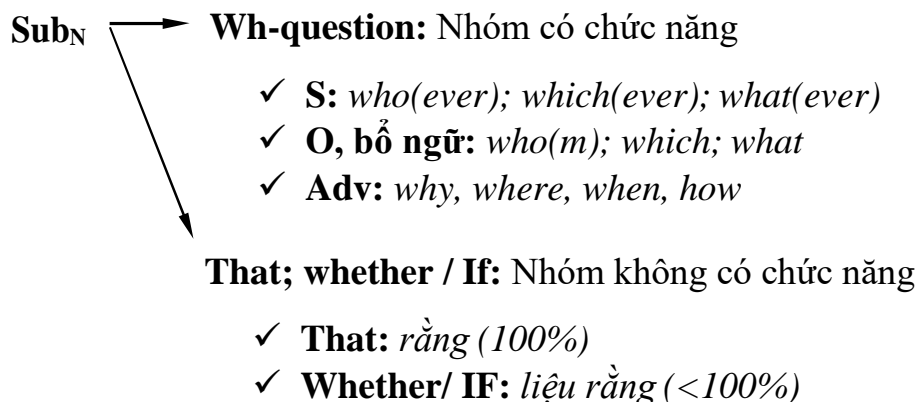 Sub_N Wh-question: Nhóm có chức năng
✓ S: who(ever); which(ever); what(ever)
✓ O, bổ ngữ: who(m); which; what
✓ Adv: why, where, when, how
That; whether / If: Nhóm không có chức năng
✓ That: rằng (100%)
✓ Whether/ IF: liệu rằng (<100%)